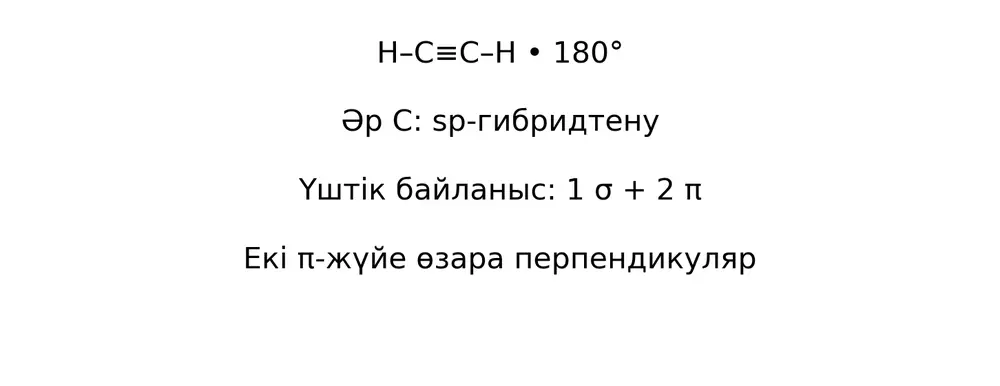 H–C≡C–H • 180°
Әр C: sp-гибридтену
Үштік байланыс: 1 σ + 2 π
Екі π-жүйе өзара перпендикуляр